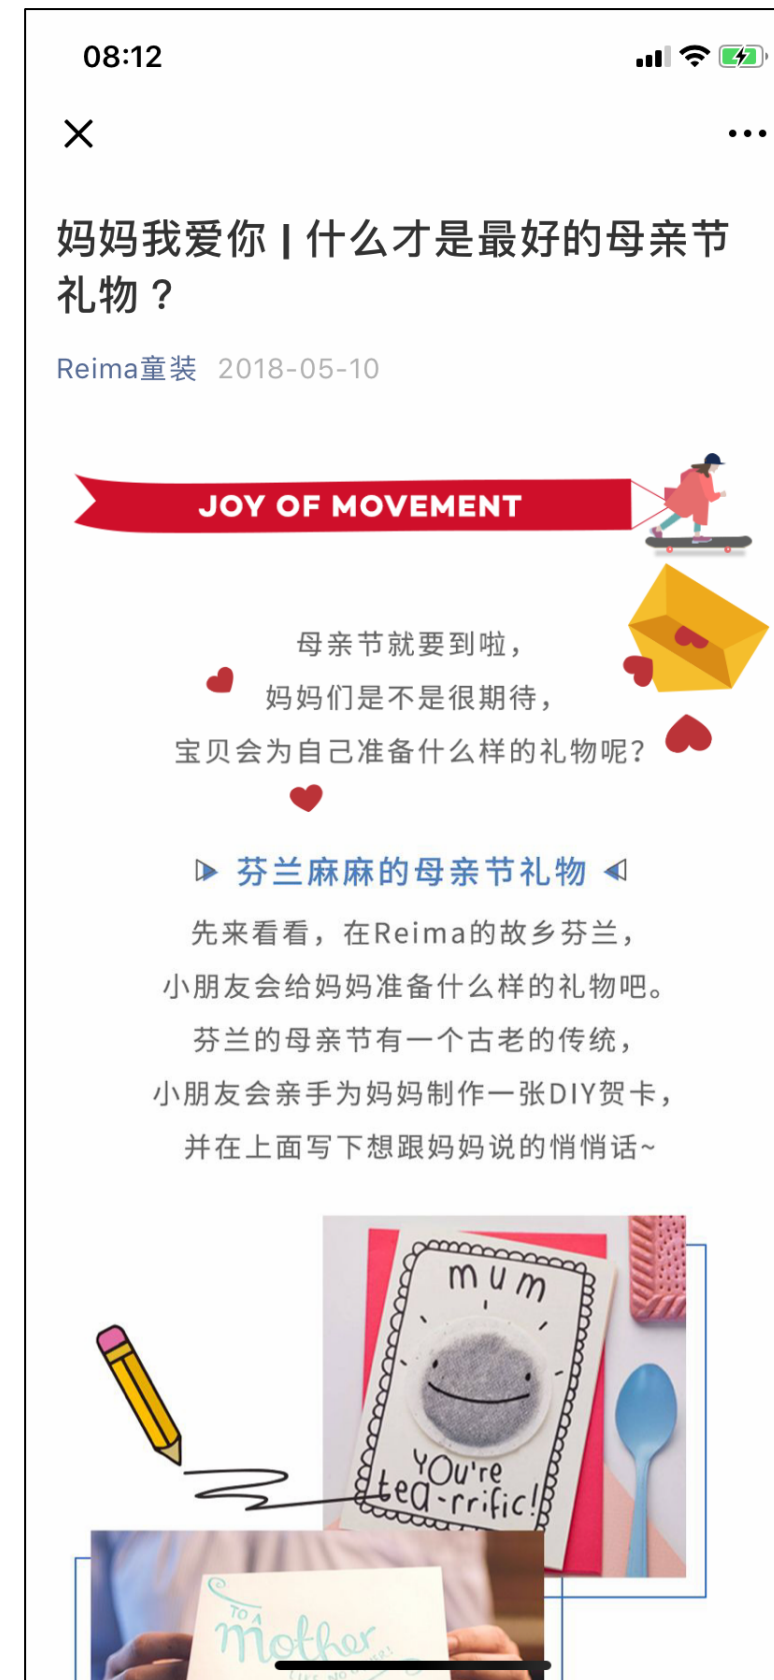 08:12
妈妈我爱你 | 什么才是最好的母亲节
礼物？
Reima童装 2018-05-10
JOY OF MOVEMENT
母亲节就要到啦，
妈妈们是不是很期待，
宝贝会为自己准备什么样的礼物呢?
芬兰麻麻的母亲节礼物
先来看看，在Reima的故乡芬兰，
小朋友会给妈妈准备什么样的礼物吧。
芬兰的母亲节有一个古老的传统，
小朋友会亲手为妈妈制作一张DIY贺卡，
并在上面写下想跟妈妈说的悄悄话~
mum
YOu're
tea-rrific!
TO A
mother